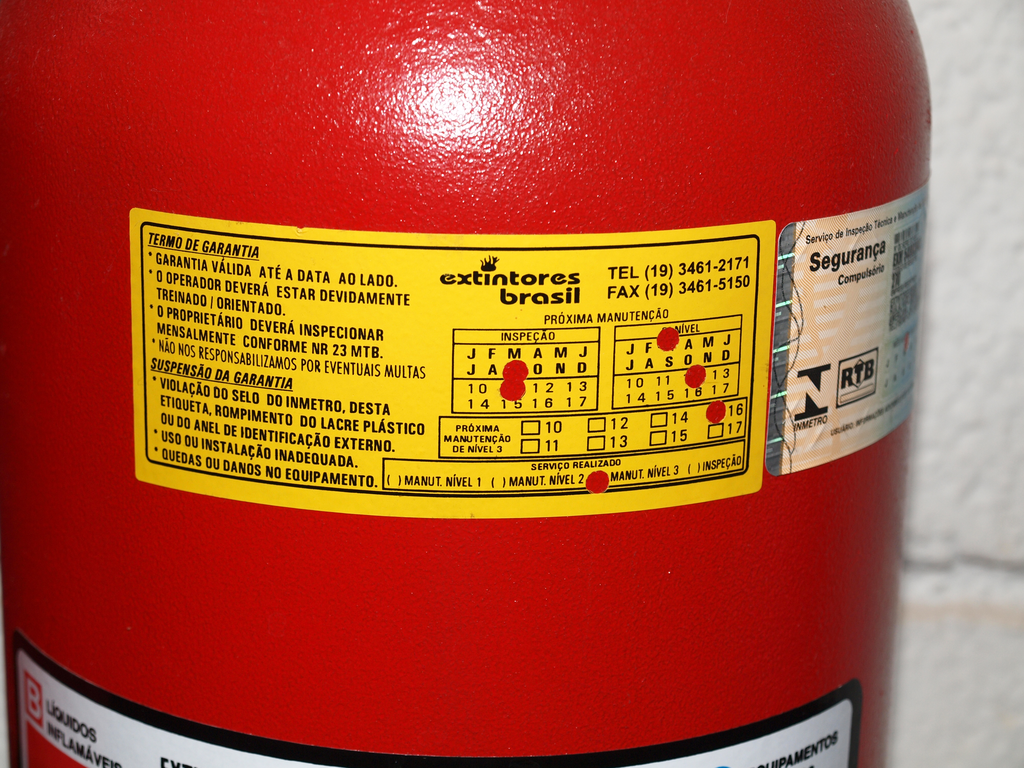 TERMO DE GARANTIA
* GARANTIA VÁLIDA ATÉ A DATA AO LADO.
* O OPERADOR DEVERÁ ESTAR DEVIDAMENTE
TREINADO / ORIENTADO.
* O PROPRIETÁRIO DEVERÁ INSPECIONAR
MENSALMENTE CONFORME NR 23 MTB.
* NÃO NOS RESPONSABILIZAMOS POR EVENTUAIS MULTAS
SUSPENSÃO DA GARANTIA
* VIOLAÇÃO DO SELO DO INMETRO, DESTA
ETIQUETA, ROMPIMENTO DO LACRE PLÁSTICO
OU DO ANEL DE IDENTIFICAÇÃO EXTERNO.
* USO OU INSTALAÇÃO INADEQUADA.
* QUEDAS OU DANOS NO EQUIPAMENTO.
extintores
brasil
TEL (19) 3461-2171
FAX (19) 3461-5150
PRÓXIMA MANUTENÇÃO
INSPEÇÃO
J F M A M J
J A O N D
10 12 13
14 15 16 17
NÍVEL
J F A M J
J A S O N D
10 11 13
14 15 16 17
PRÓXIMA
MANUTENÇÃO
DE NÍVEL 3
10 12 14 16
11 13 15 17
SERVIÇO REALIZADO
( ) MANUT. NÍVEL 1 ( ) MANUT. NÍVEL 2 MANUT. NÍVEL 3 ( ) INSPEÇÃO
Serviço de Inspeção Técnica e
Segurança
Compulsório
INMETRO
RTB
USUÁRIO:
B
LÍQUIDOS
INFLAMÁVEIS